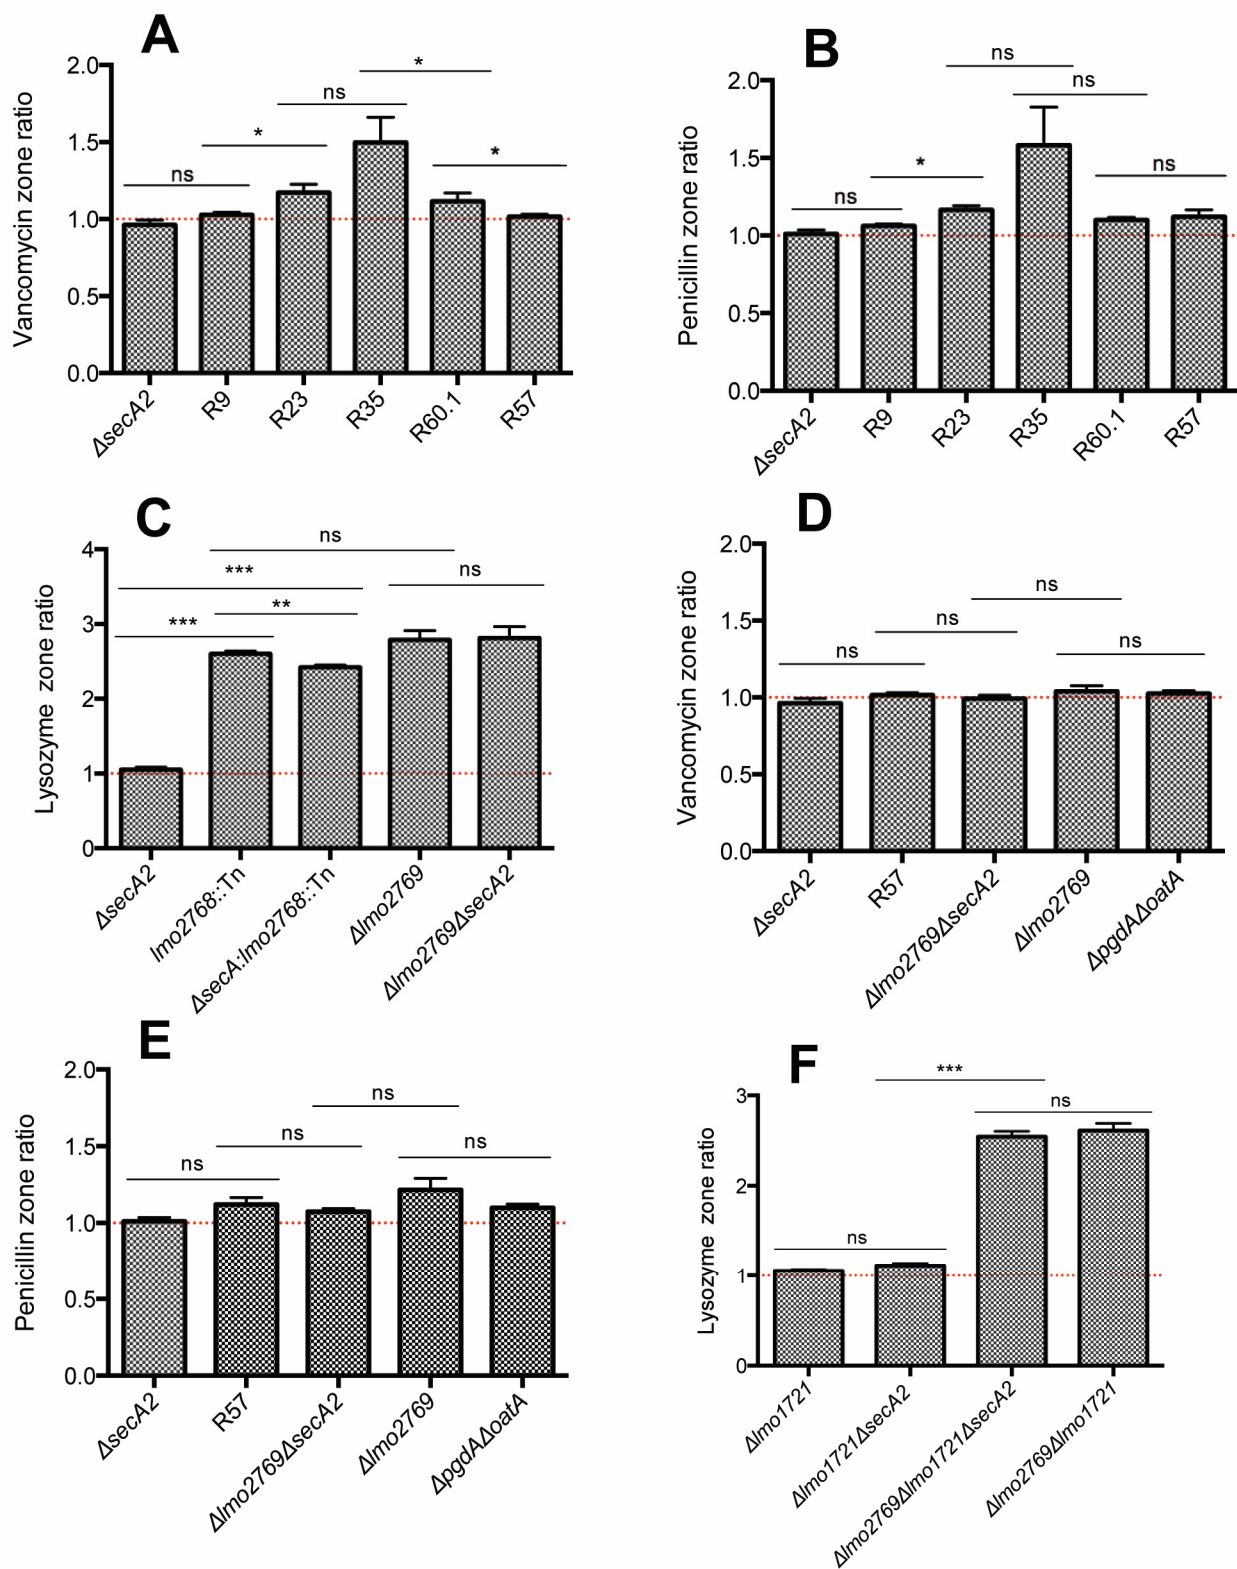 A
Vancomycin zone ratio
2.0
1.5
1.0
0.5
0.0
ns
*
ns
*
*
ΔsecA2
R9
R23
R35
R60.1
R57
B
Penicillin zone ratio
2.0
1.5
1.0
0.5
0.0
ns
*
ns
ns
ns
ΔsecA2
R9
R23
R35
R60.1
R57
C
Lysozyme zone ratio
4
3
2
1
0
ns
***
ns
**
***
ΔsecA2
lmo2768::Tn
ΔsecA:lmo2768::Tn
Δlmo2769
Δlmo2769ΔsecA2
D
Vancomycin zone ratio
2.0
1.5
1.0
0.5
0.0
ns
ns
ns
ns
ΔsecA2
R57
Δlmo2769ΔsecA2
Δlmo2769
ΔpgdAΔoatA
E
Penicillin zone ratio
2.0
1.5
1.0
0.5
0.0
ns
ns
ns
ns
ΔsecA2
R57
Δlmo2769ΔsecA2
Δlmo2769
ΔpgdAΔoatA
F
Lysozyme zone ratio
3
2
1
0
***
ns
ns
Δlmo1721
Δlmo1721ΔsecA2
Δlmo2769Δlmo1721ΔsecA2
Δlmo2769Δlmo1721